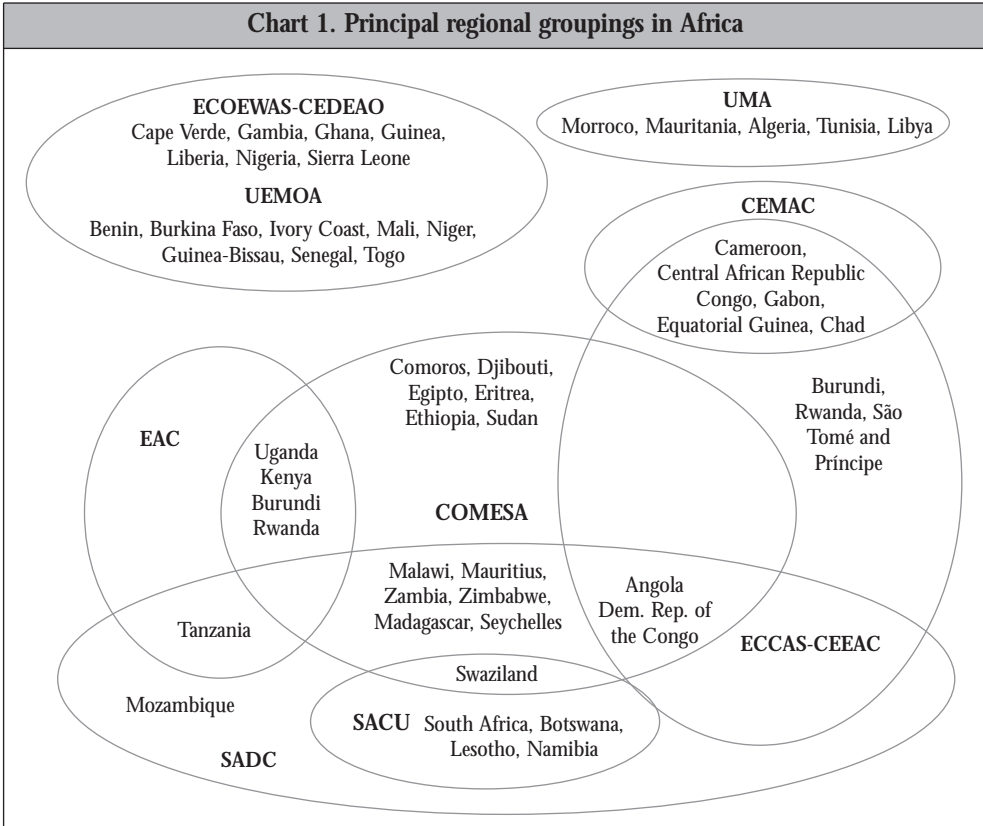 Chart 1. Principal regional groupings in Africa
ECOEWAS-CEDEAO
Cape Verde, Gambia, Ghana, Guinea,
Liberia, Nigeria, Sierra Leone
UEMOA
Benin, Burkina Faso, Ivory Coast, Mali, Niger,
Guinea-Bissau, Senegal, Togo
UMA
Morroco, Mauritania, Algeria, Tunisia, Libya
CEMAC
Cameroon,
Central African Republic
Congo, Gabon,
Equatorial Guinea, Chad
Comoros, Djibouti,
Egipto, Eritrea,
Ethiopia, Sudan
Burundi,
Rwanda, São
Tomé and
Príncipe
EAC
Uganda
Kenya
Burundi
Rwanda
COMESA
Malawi, Mauritius,
Zambia, Zimbabwe,
Madagascar, Seychelles
Angola
Dem. Rep. of
the Congo
ECCAS-CEEAC
Tanzania
Swaziland
Mozambique
SACU South Africa, Botswana,
Lesotho, Namibia
SADC